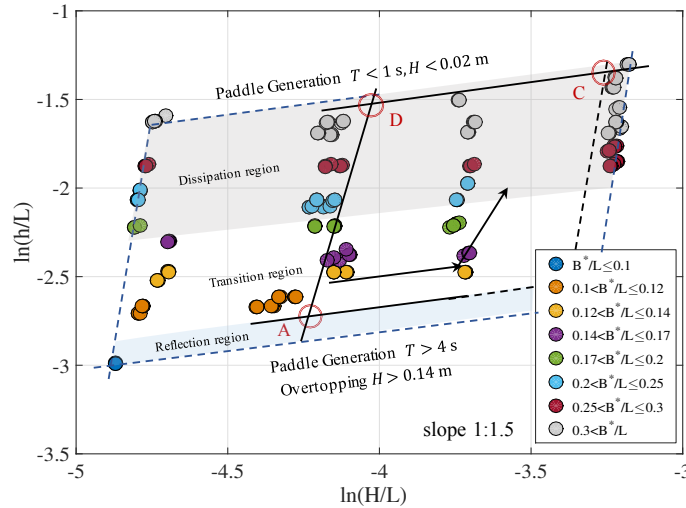 -1
-1.5
-2
-2.5
-3
-3.5
ln(h/L)
Paddle Generation T < 1 s, H < 0.02 m
C
D
Dissipation region
Transition region
A
Reflection region
Paddle Generation T > 4 s
Overtopping H > 0.14 m
slope 1:1.5
B*/L≤0.1
0.1<B*/L≤0.12
0.12<B*/L≤0.14
0.14<B*/L≤0.17
0.17<B*/L≤0.2
0.2<B*/L≤0.25
0.25<B*/L≤0.3
0.3<B*/L
-5 -4.5 -4 -3.5 -3
ln(H/L)